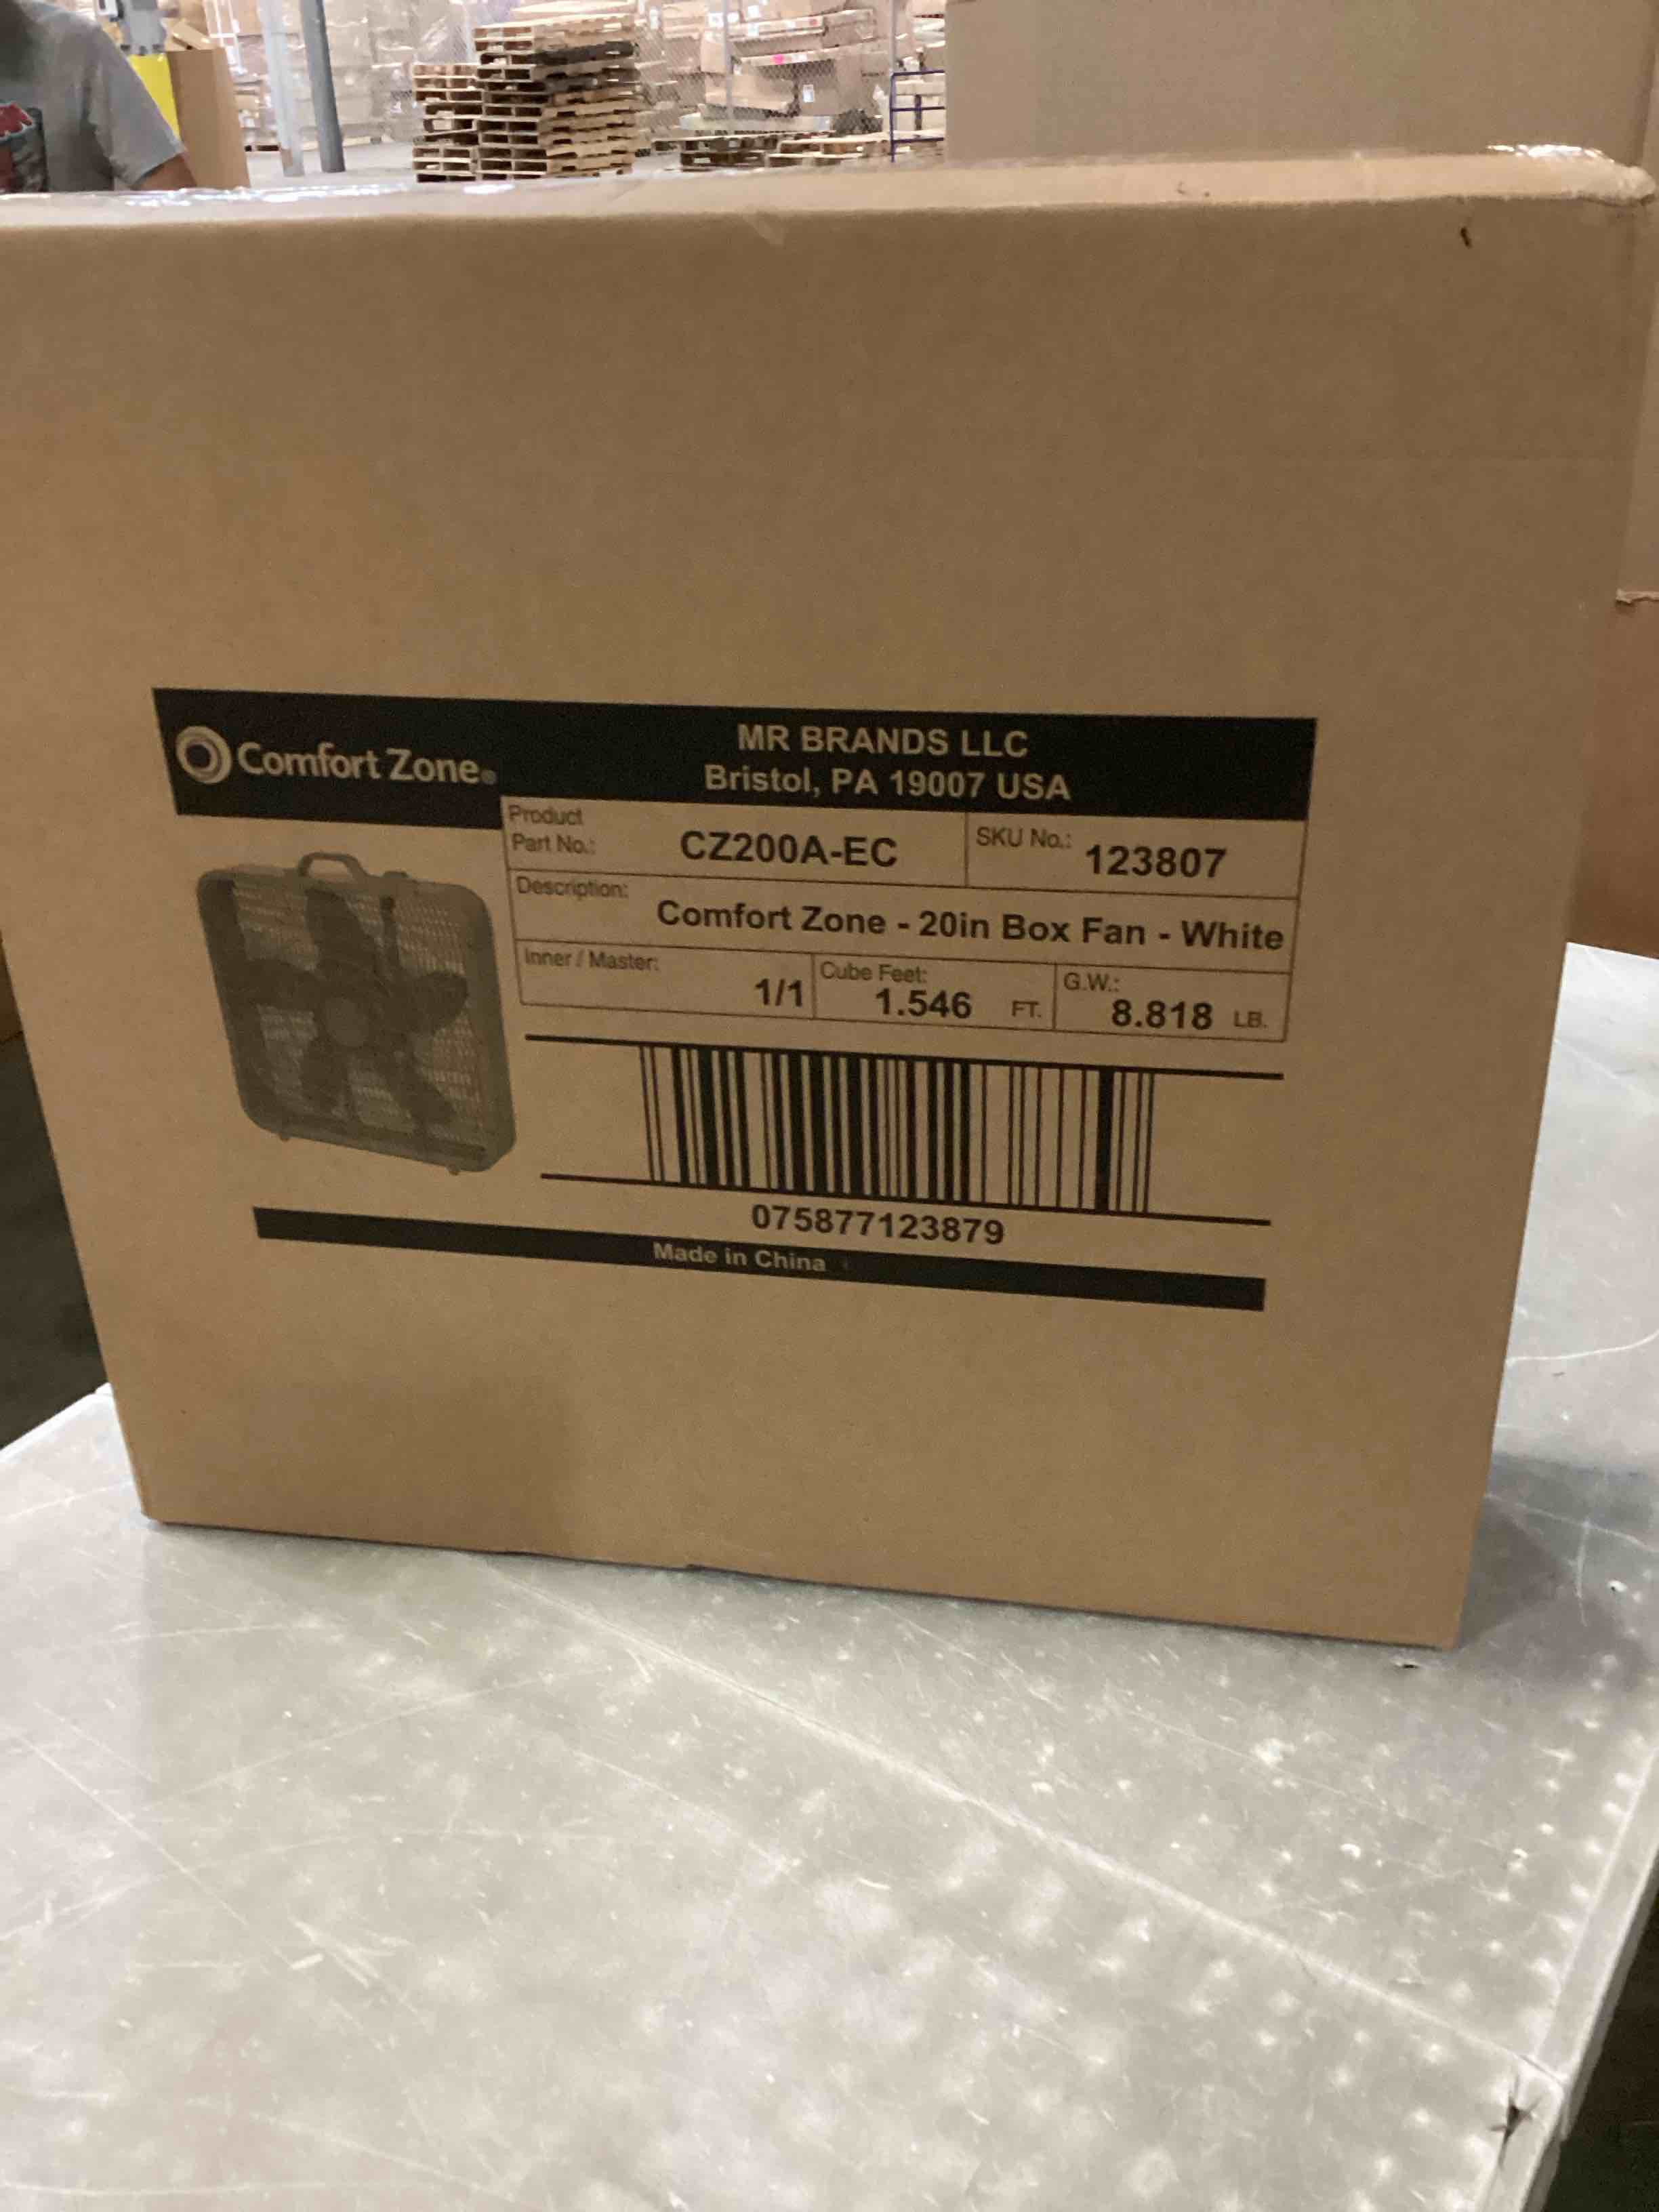 Comfort Zone®
MR BRANDS LLC
Bristol, PA 19007 USA
Product
Part No.: CZ200A-EC
SKU No.: 123807
Description:
Comfort Zone - 20in Box Fan - White
Inner / Master:
1/1
Cube Feet:
1.546 FT.
G.W.:
8.818 LB.
075877123879
Made in China